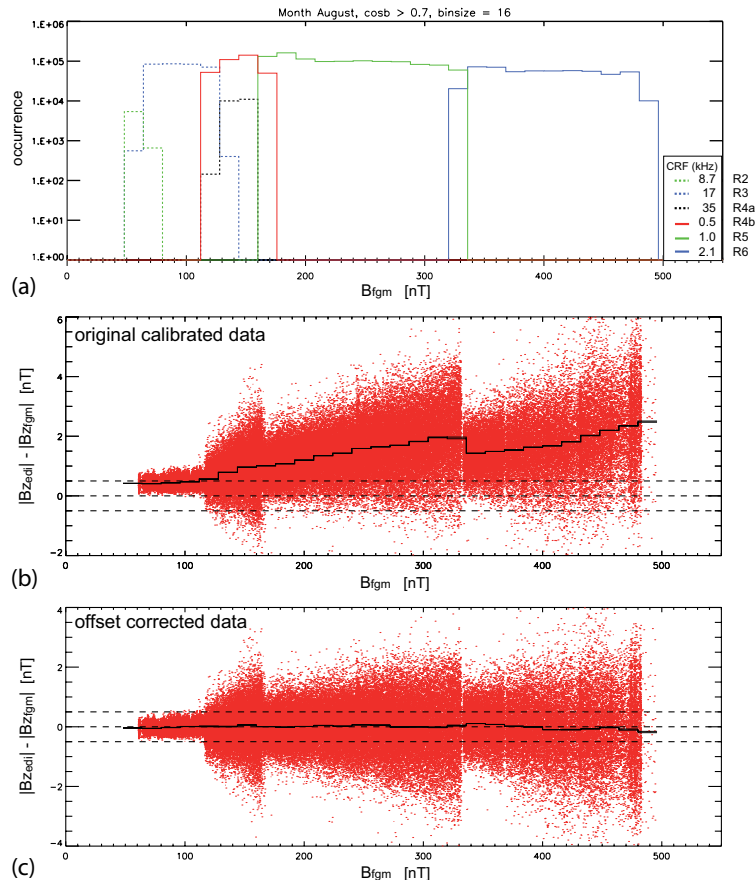 Month August, cosb > 0.7, binsize = 16
1.E+06
1.E+05
1.E+04
1.E+03
1.E+02
1.E+01
1.E+00
occurrence
CRF (kHz)
8.7 R2
17 R3
35 R4a
0.5 R4b
1.0 R5
2.1 R6
0 100 200 300 400 500
(a) Bfgm [nT]
original calibrated data
6
4
2
0
-2
|Bzedi| - |Bzfgm| [nT]
0 100 200 300 400 500
(b) Bfgm [nT]
offset corrected data
4
2
0
-2
-4
|Bzedi| - |Bzfgm| [nT]
0 100 200 300 400 500
(c) Bfgm [nT]